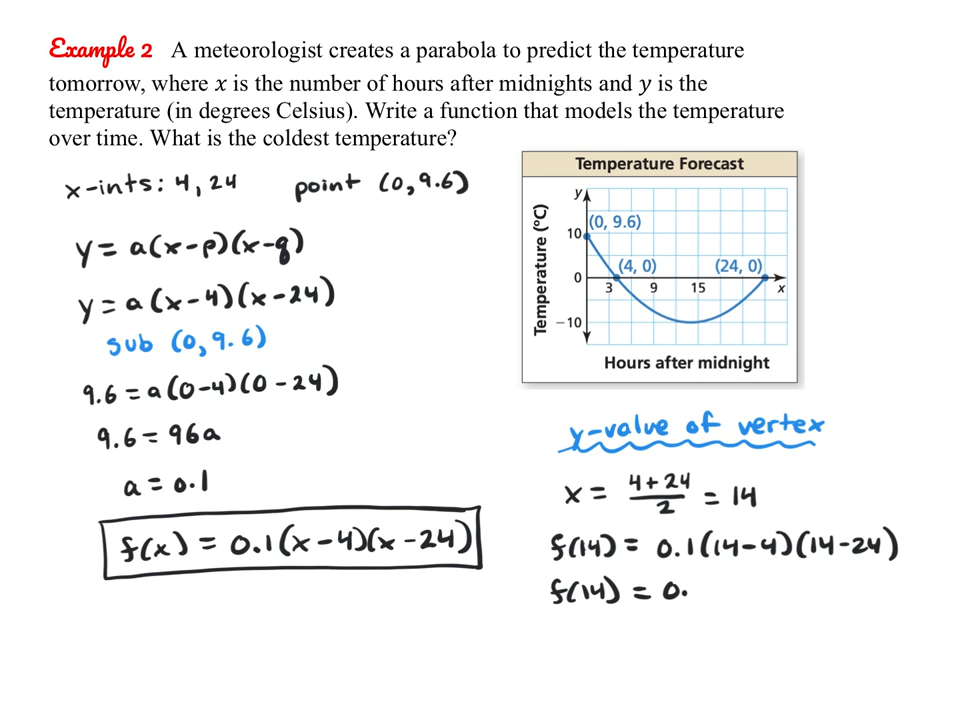 Example 2 A meteorologist creates a parabola to predict the temperature
tomorrow, where x is the number of hours after midnights and y is the
temperature (in degrees Celsius). Write a function that models the temperature
over time. What is the coldest temperature?
x-ints: 4, 24 point (0, 9.6)
y = a(x-p)(x-q)
y = a(x-4)(x-24)
sub (0, 9.6)
9.6 = a(0-4)(0-24)
9.6 = 96a
a = 0.1
f(x) = 0.1(x-4)(x-24)
Temperature Forecast
Temperature (°C)
y
10
0
−10
(0, 9.6)
(4, 0)
(24, 0)
3 9 15 x
Hours after midnight
y-value of vertex
x = 4+24/2 = 14
f(14) = 0.1(14-4)(14-24)
f(14) = 0.